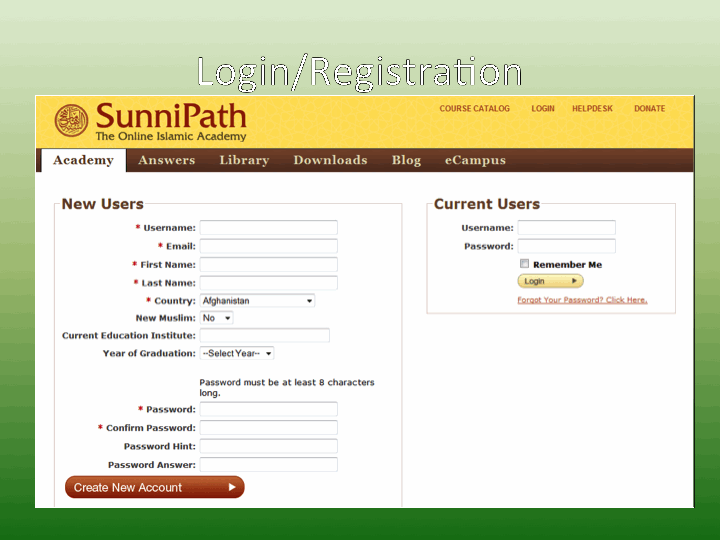 Login/Registration
SunniPath
The Online Islamic Academy
COURSE CATALOG LOGIN HELPDESK DONATE
Academy Answers Library Downloads Blog eCampus
New Users
* Username:
* Email:
* First Name:
* Last Name:
* Country: Afghanistan
New Muslim: No
Current Education Institute:
Year of Graduation: --Select Year--
Password must be at least 8 characters
long.
* Password:
* Confirm Password:
Password Hint:
Password Answer:
Create New Account
Current Users
Username:
Password:
Remember Me
Login
Forgot Your Password? Click Here.